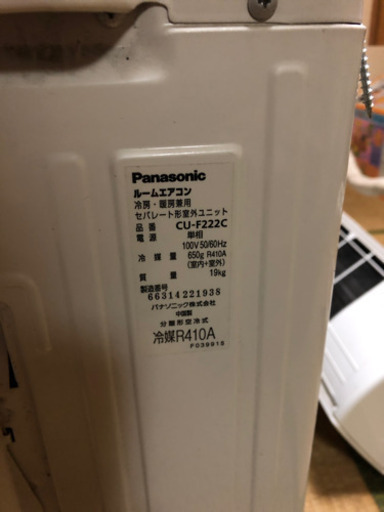 Panasonic
ルームエアコン
冷房・暖房兼用
セパレート形室外ユニット
品番 CU-F222C
電源 単相
100V 50/60Hz
冷媒量 650g R410A
(室内+室外)
質量 19kg
製造番号
6631422193S
パナソニック株式会社
中国製
分離形空冷式
冷媒R410A